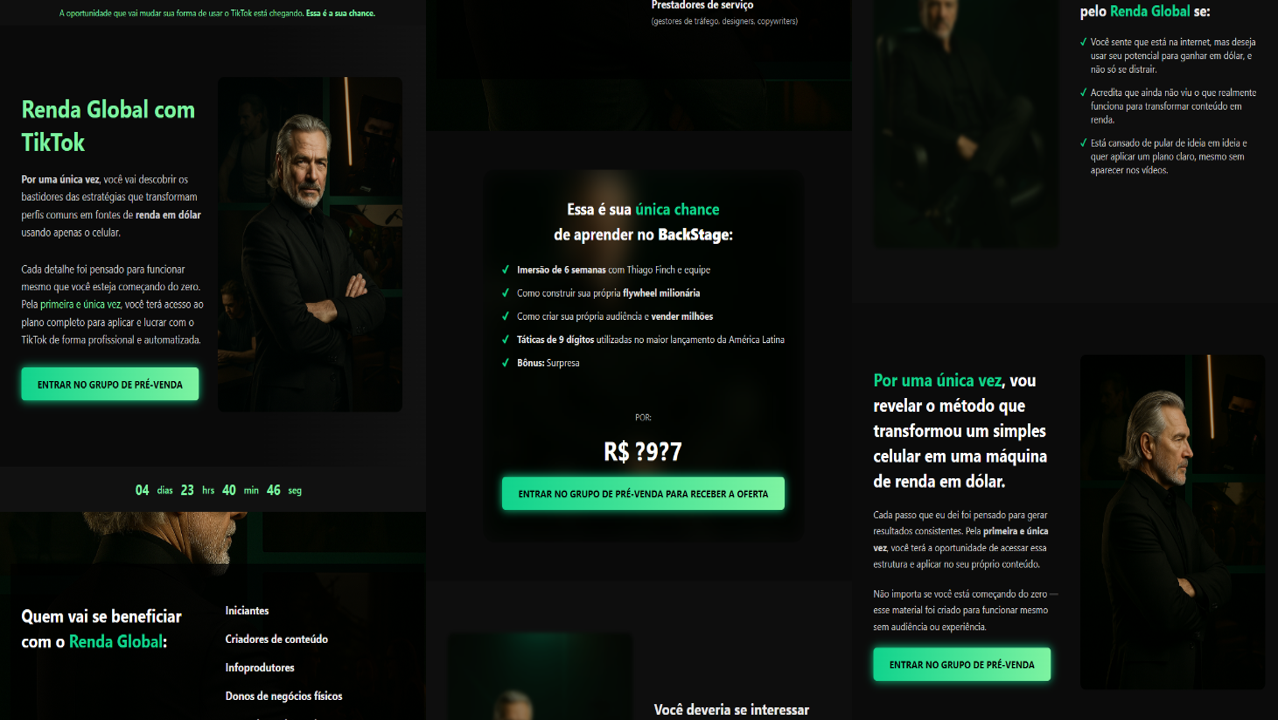 A oportunidade que vai mudar sua forma de usar o TikTok está chegando. Essa é a sua chance.
Renda Global com
TikTok
Por uma única vez, você vai descobrir os
bastidores das estratégias que transformam
perfis comuns em fontes de renda em dólar
usando apenas o celular.
Cada detalhe foi pensado para funcionar
mesmo que você esteja começando do zero.
Pela primeira e única vez, você terá acesso ao
plano completo para aplicar e lucrar com o
TikTok de forma profissional e automatizada.
ENTRAR NO GRUPO DE PRÉ-VENDA
04 dias 23 hrs 40 min 46 seg
Quem vai se beneficiar
com o Renda Global:
Iniciantes
Criadores de conteúdo
Infoprodutores
Donos de negócios físicos
Prestadores de serviço
(gestores de tráfego, designers, copywriters)
Essa é sua única chance
de aprender no BackStage:
✓ Imersão de 6 semanas com Thiago Finch e equipe
✓ Como construir sua própria flywheel milionária
✓ Como criar sua própria audiência e vender milhões
✓ Táticas de 9 dígitos utilizadas no maior lançamento da América Latina
✓ Bônus: Surpresa
POR:
R$ ?9?7
ENTRAR NO GRUPO DE PRÉ-VENDA PARA RECEBER A OFERTA
Você deveria se interessar
pelo Renda Global se:
✓ Você sente que está na internet, mas deseja
usar seu potencial para ganhar em dólar, e
não só se distrair.
✓ Acredita que ainda não viu o que realmente
funciona para transformar conteúdo em
renda.
✓ Está cansado de pular de ideia em ideia e
quer aplicar um plano claro, mesmo sem
aparecer nos vídeos.
Por uma única vez, vou
revelar o método que
transformou um simples
celular em uma máquina
de renda em dólar.
Cada passo que eu dei foi pensado para gerar
resultados consistentes. Pela primeira e única
vez, você terá a oportunidade de acessar essa
estrutura e aplicar no seu próprio conteúdo.
Não importa se você está começando do zero —
esse material foi criado para funcionar mesmo
sem audiência ou experiência.
ENTRAR NO GRUPO DE PRÉ-VENDA